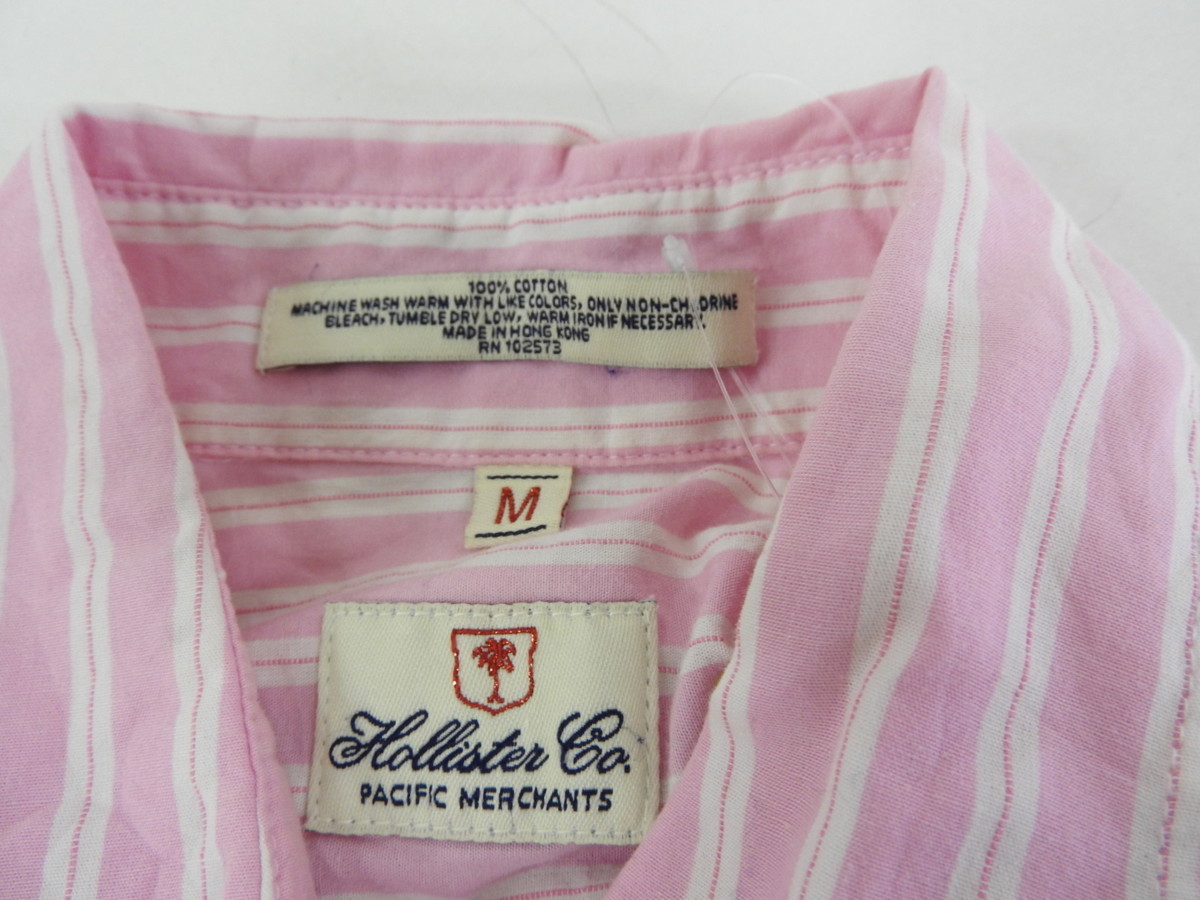 100% COTTON
MACHINE WASH WARM WITH LIKE COLORS, ONLY NON-CHLORINE
BLEACH, TUMBLE DRY LOW, WARM IRON IF NECESSARY.
MADE IN HONG KONG
RN 102573
M
Hollister Co.
PACIFIC MERCHANTS